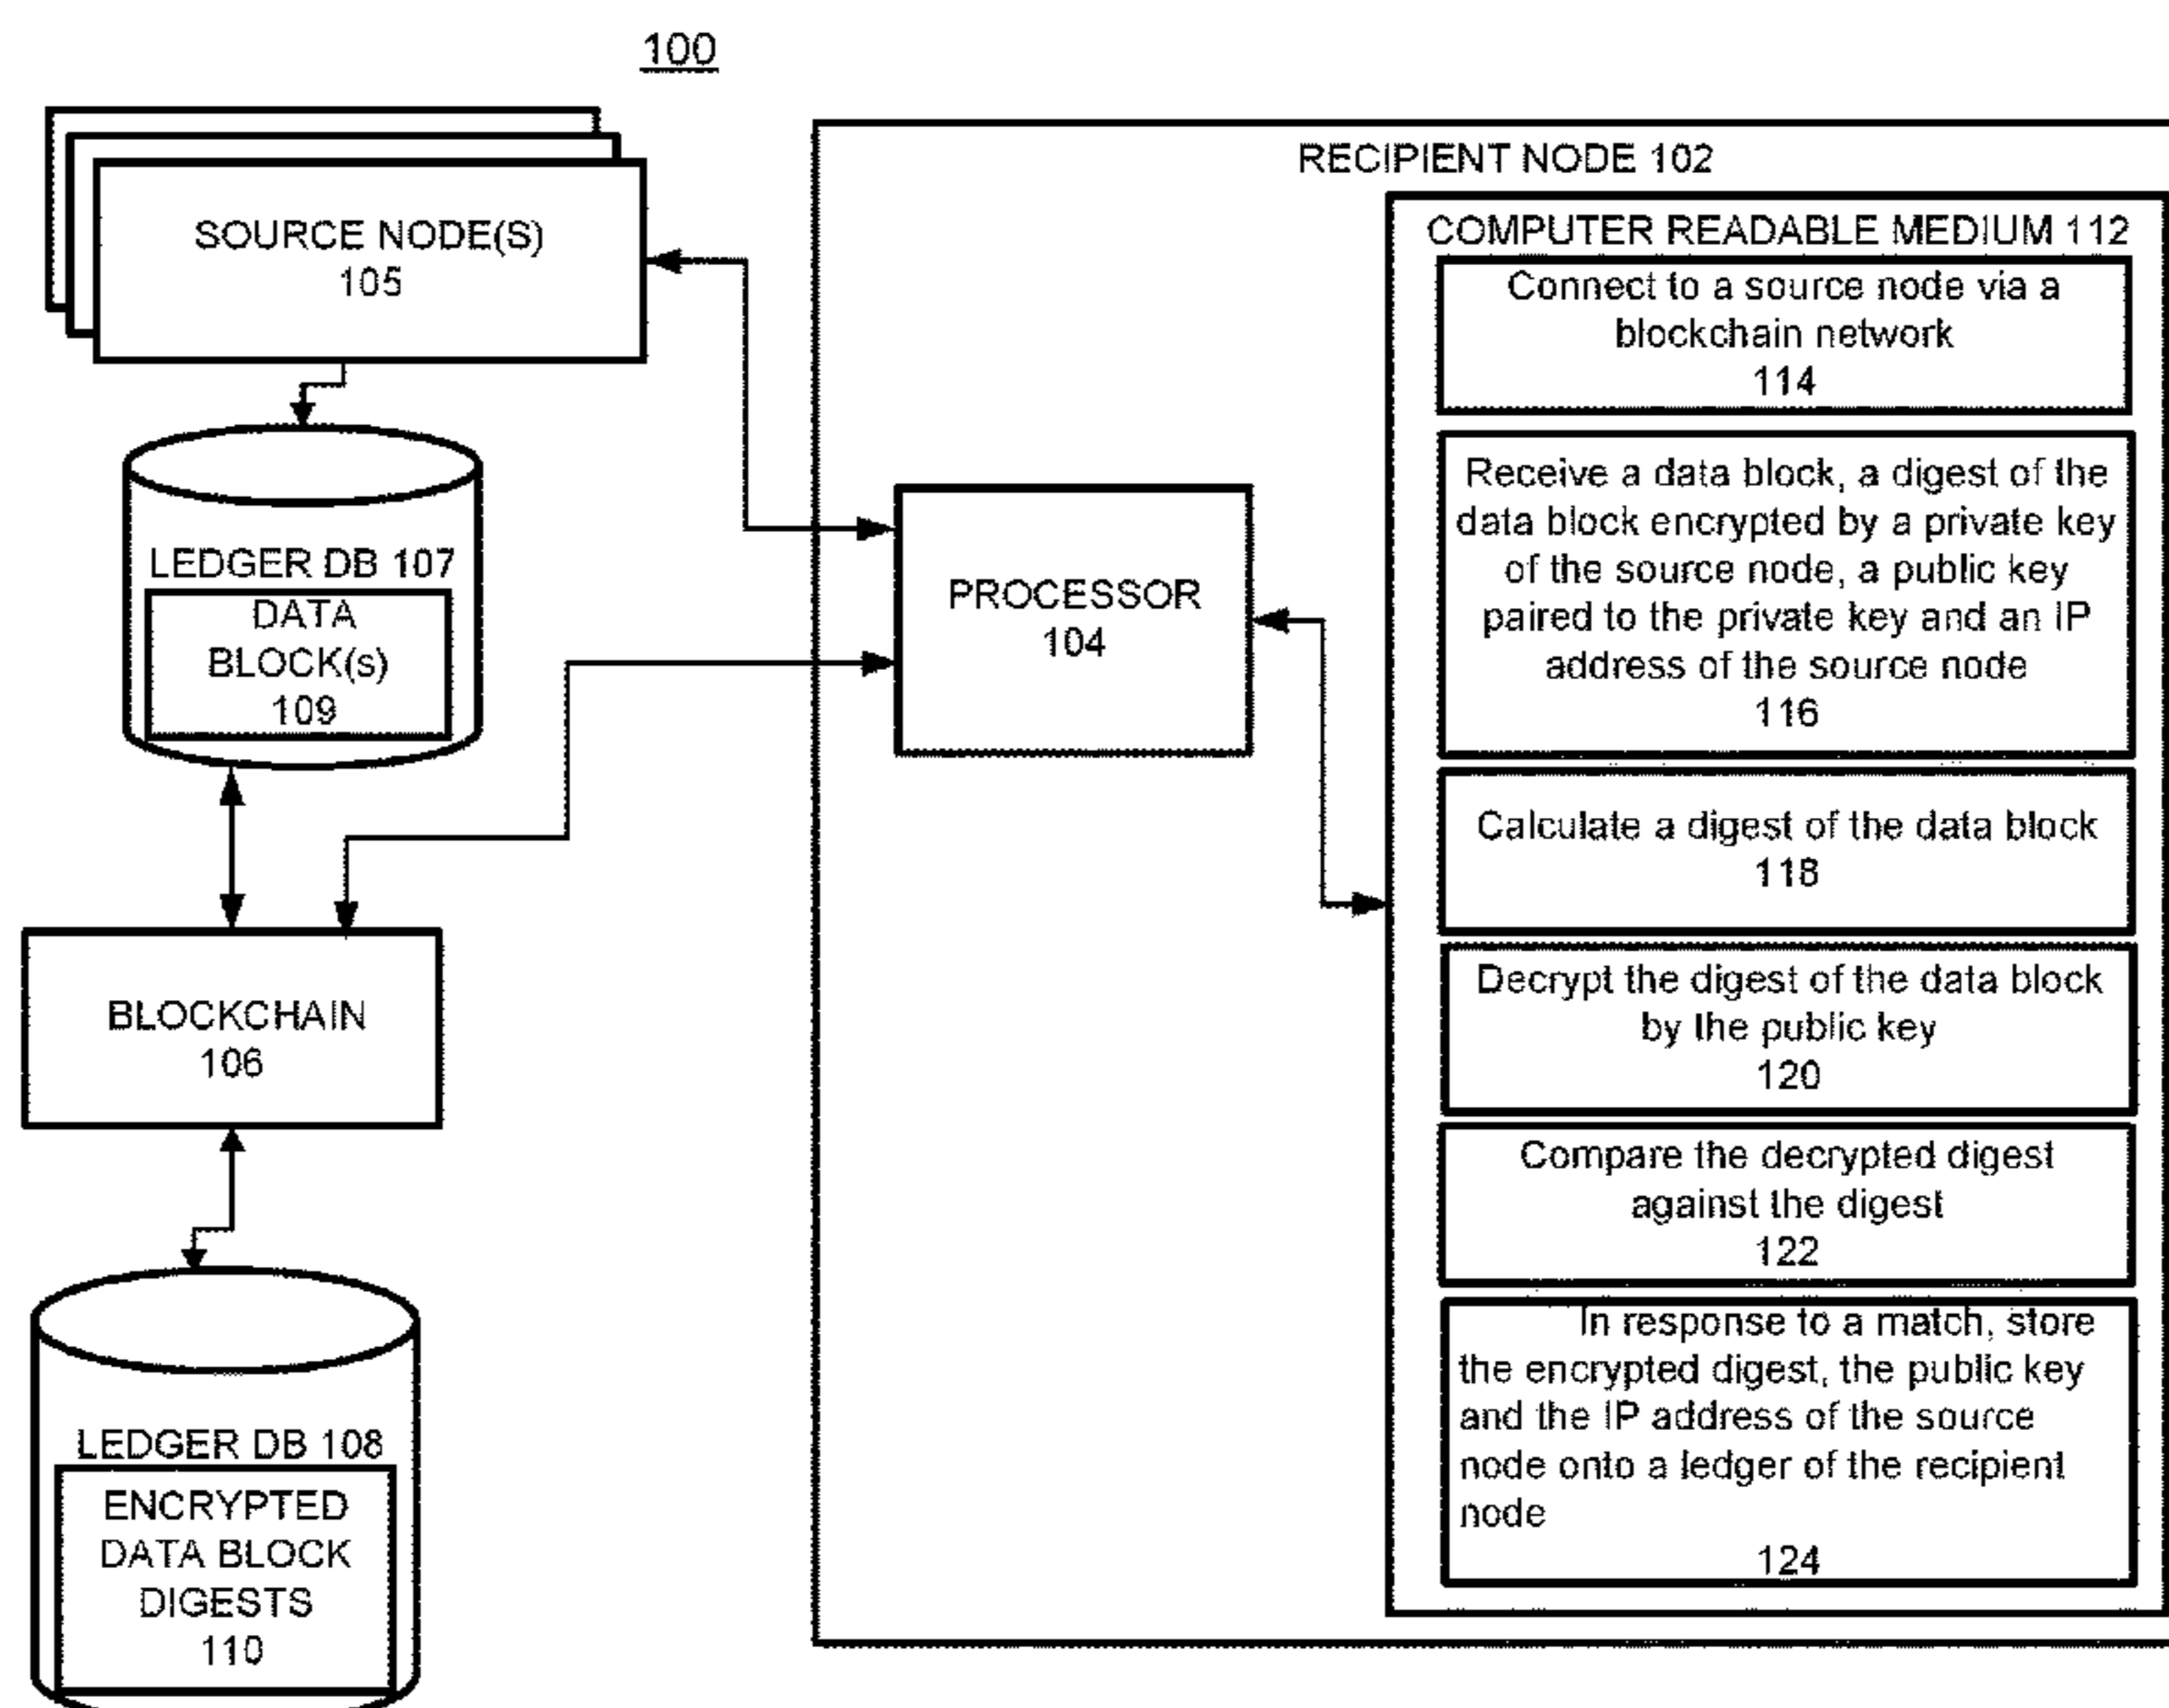 100
SOURCE NODE(S)
105
LEDGER DB 107
DATA
BLOCK(s)
109
BLOCKCHAIN
106
LEDGER DB 108
ENCRYPTED
DATA BLOCK
DIGESTS
110
RECIPIENT NODE 102
PROCESSOR
104
COMPUTER READABLE MEDIUM 112
Connect to a source node via a
blockchain network
114
Receive a data block, a digest of the
data block encrypted by a private key
of the source node, a public key
paired to the private key and an IP
address of the source node
116
Calculate a digest of the data block
118
Decrypt the digest of the data block
by the public key
120
Compare the decrypted digest
against the digest
122
In response to a match, store
the encrypted digest, the public key
and the IP address of the source
node onto a ledger of the recipient
node
124